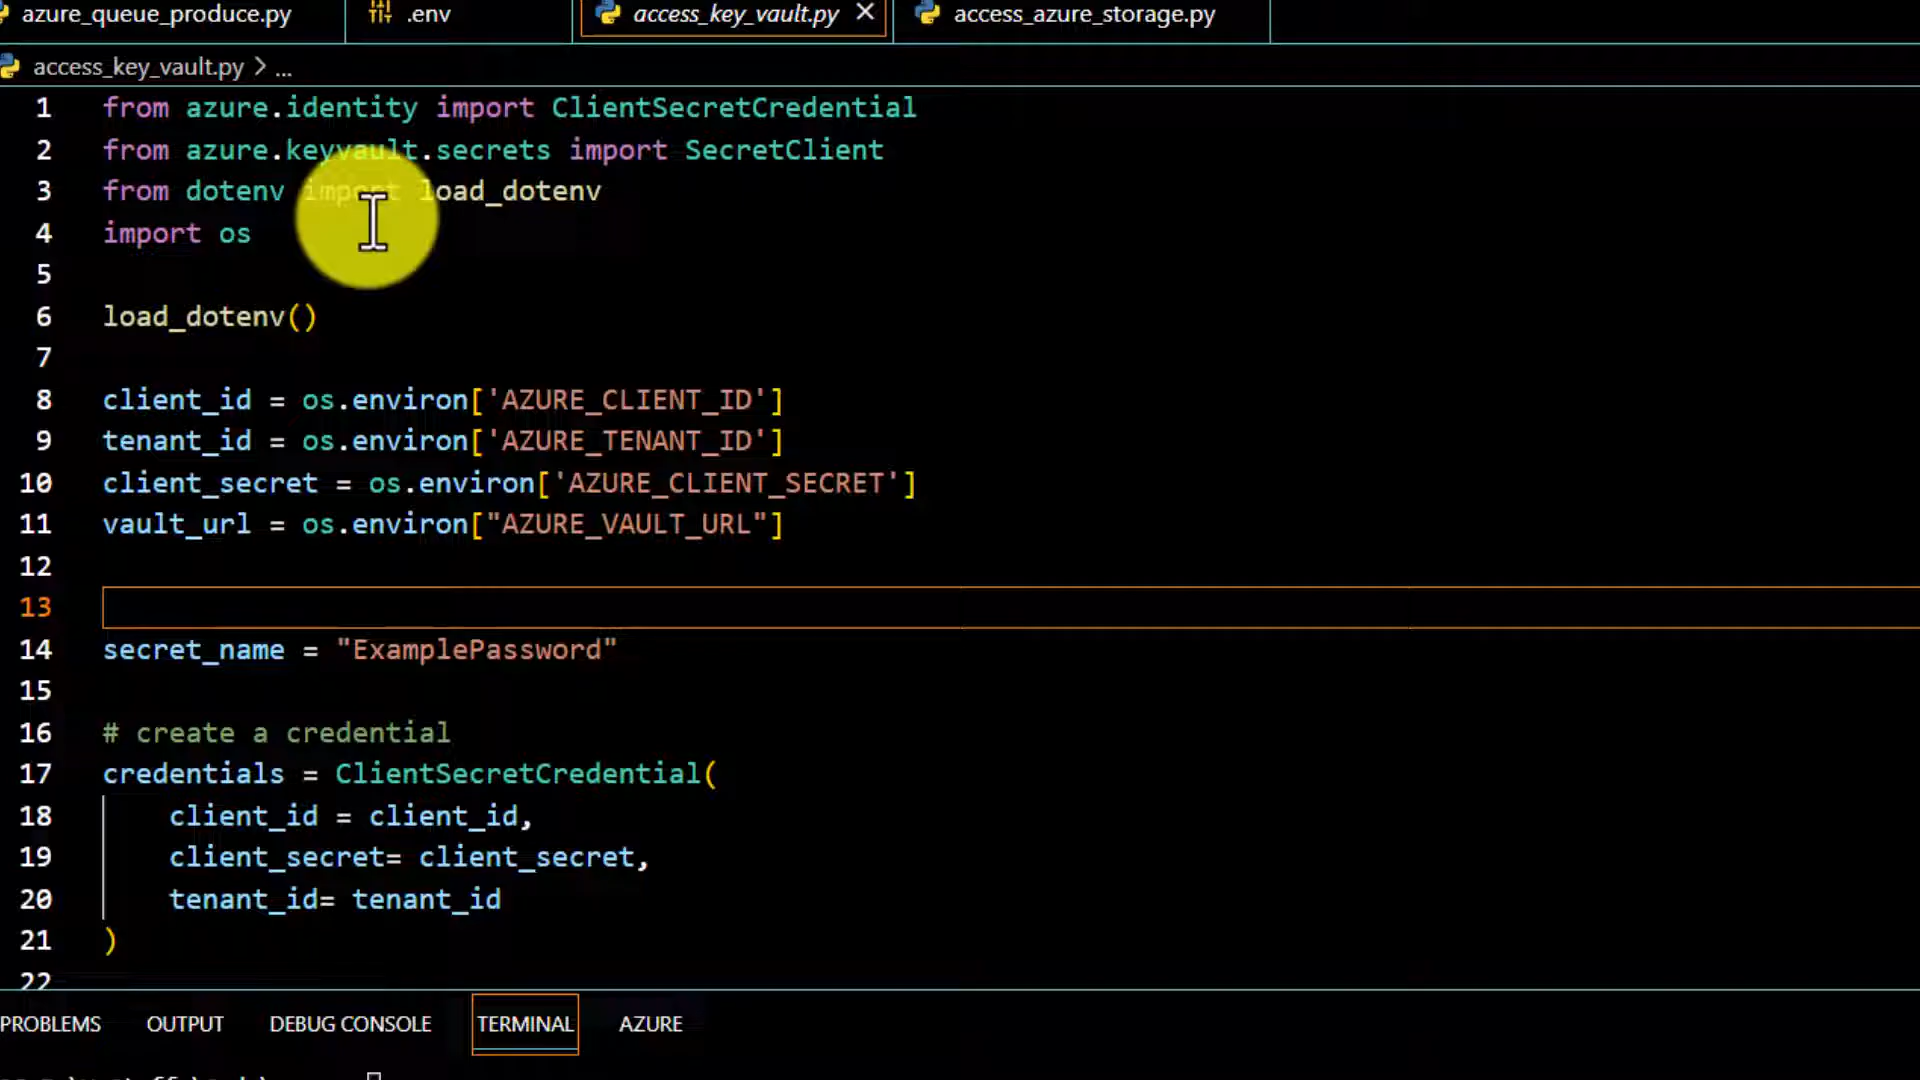 azure_queue_produce.py .env access_key_vault.py access_azure_storage.py
access_key_vault.py > ...
1 from azure.identity import ClientSecretCredential
2 from azure.keyvault.secrets import SecretClient
3 from dotenv import load_dotenv
4 import os
5
6 load_dotenv()
7
8 client_id = os.environ['AZURE_CLIENT_ID']
9 tenant_id = os.environ['AZURE_TENANT_ID']
10 client_secret = os.environ['AZURE_CLIENT_SECRET']
11 vault_url = os.environ["AZURE_VAULT_URL"]
12
13
14 secret_name = "ExamplePassword"
15
16 # create a credential
17 credentials = ClientSecretCredential(
18 client_id = client_id,
19 client_secret= client_secret,
20 tenant_id= tenant_id
21 )
22
PROBLEMS OUTPUT DEBUG CONSOLE TERMINAL AZURE